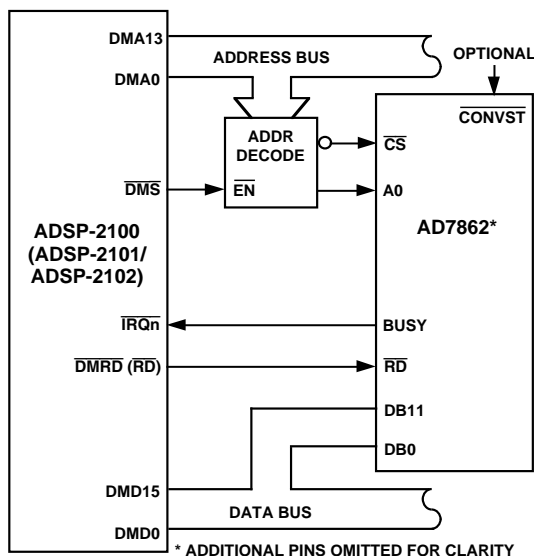 DMA13
ADDRESS BUS
DMA0
OPTIONAL
CONVST
ADDR
DECODE
CS
DMS
EN
A0
ADSP-2100
(ADSP-2101/
ADSP-2102)
AD7862*
IRQn
BUSY
DMRD (RD)
RD
DB11
DB0
DMD15
DATA BUS
DMD0
* ADDITIONAL PINS OMITTED FOR CLARITY